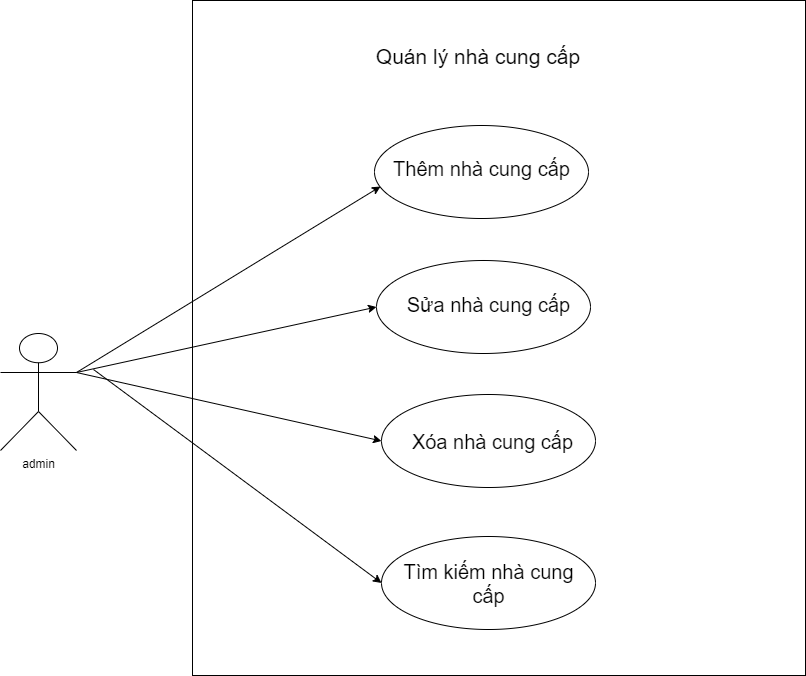 Quán lý nhà cung cấp
Thêm nhà cung cấp
Sửa nhà cung cấp
Xóa nhà cung cấp
Tìm kiếm nhà cung
cấp
admin